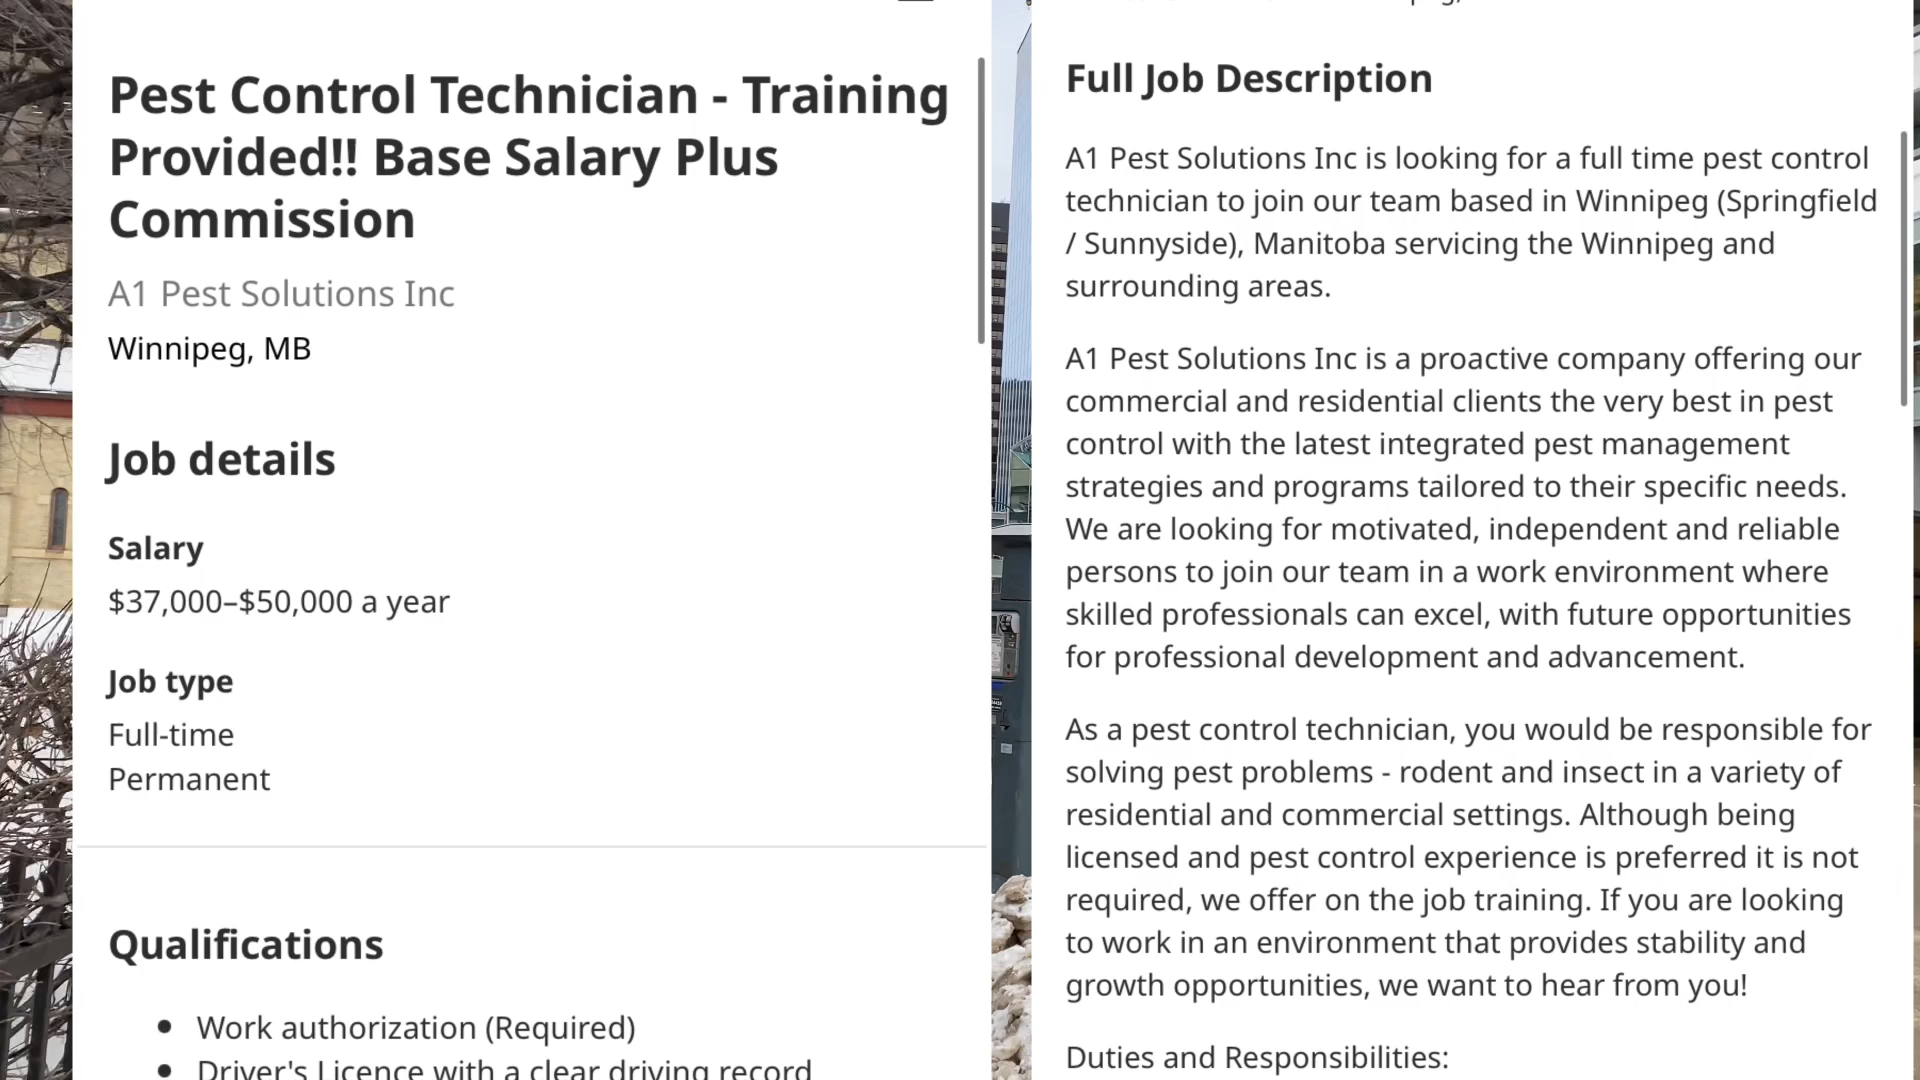 Pest Control Technician - Training
Provided!! Base Salary Plus
Commission
A1 Pest Solutions Inc
Winnipeg, MB
Job details
Salary
$37,000–$50,000 a year
Job type
Full-time
Permanent
Qualifications
• Work authorization (Required)
• Driver's Licence with a clear driving record
Full Job Description
A1 Pest Solutions Inc is looking for a full time pest control
technician to join our team based in Winnipeg (Springfield
/ Sunnyside), Manitoba servicing the Winnipeg and
surrounding areas.
A1 Pest Solutions Inc is a proactive company offering our
commercial and residential clients the very best in pest
control with the latest integrated pest management
strategies and programs tailored to their specific needs.
We are looking for motivated, independent and reliable
persons to join our team in a work environment where
skilled professionals can excel, with future opportunities
for professional development and advancement.
As a pest control technician, you would be responsible for
solving pest problems - rodent and insect in a variety of
residential and commercial settings. Although being
licensed and pest control experience is preferred it is not
required, we offer on the job training. If you are looking
to work in an environment that provides stability and
growth opportunities, we want to hear from you!
Duties and Responsibilities: